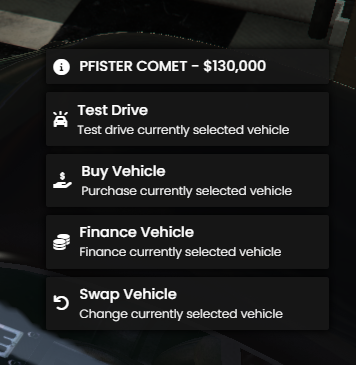 PFISTER COMET - $130,000
Test Drive
Test drive currently selected vehicle
Buy Vehicle
Purchase currently selected vehicle
Finance Vehicle
Finance currently selected vehicle
Swap Vehicle
Change currently selected vehicle